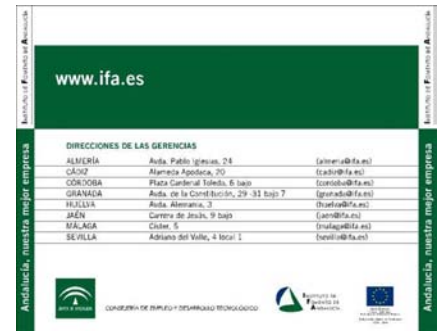 INSTITUTO DE FOMENTO DE ANDALUCÍA
Andalucía, nuestra mejor empresa
www.ifa.es
DIRECCIONES DE LAS GERENCIAS
ALMERÍA Avda. Pablo Iglesias, 24 (almeria@ifa.es)
CÁDIZ Alameda Apodaca, 20 (cadiz@ifa.es)
CÓRDOBA Plaza Cardenal Toledo, 6 bajo (cordoba@ifa.es)
GRANADA Avda. de la Constitución, 29 -31 bajo 7 (granada@ifa.es)
HUELVA Avda. Alemania, 3 (huelva@ifa.es)
JAÉN Carrera de Jesús, 9 bajo (jaen@ifa.es)
MÁLAGA Císter, 5 (malaga@ifa.es)
SEVILLA Adriano del Valle, 4 local 1 (sevilla@ifa.es)
JUNTA DE ANDALUCÍA
CONSEJERÍA DE EMPLEO Y DESARROLLO TECNOLÓGICO
INSTITUTO DE
FOMENTO DE
ANDALUCÍA
INSTITUTO DE FOMENTO DE ANDALUCÍA
Andalucía, nuestra mejor empresa